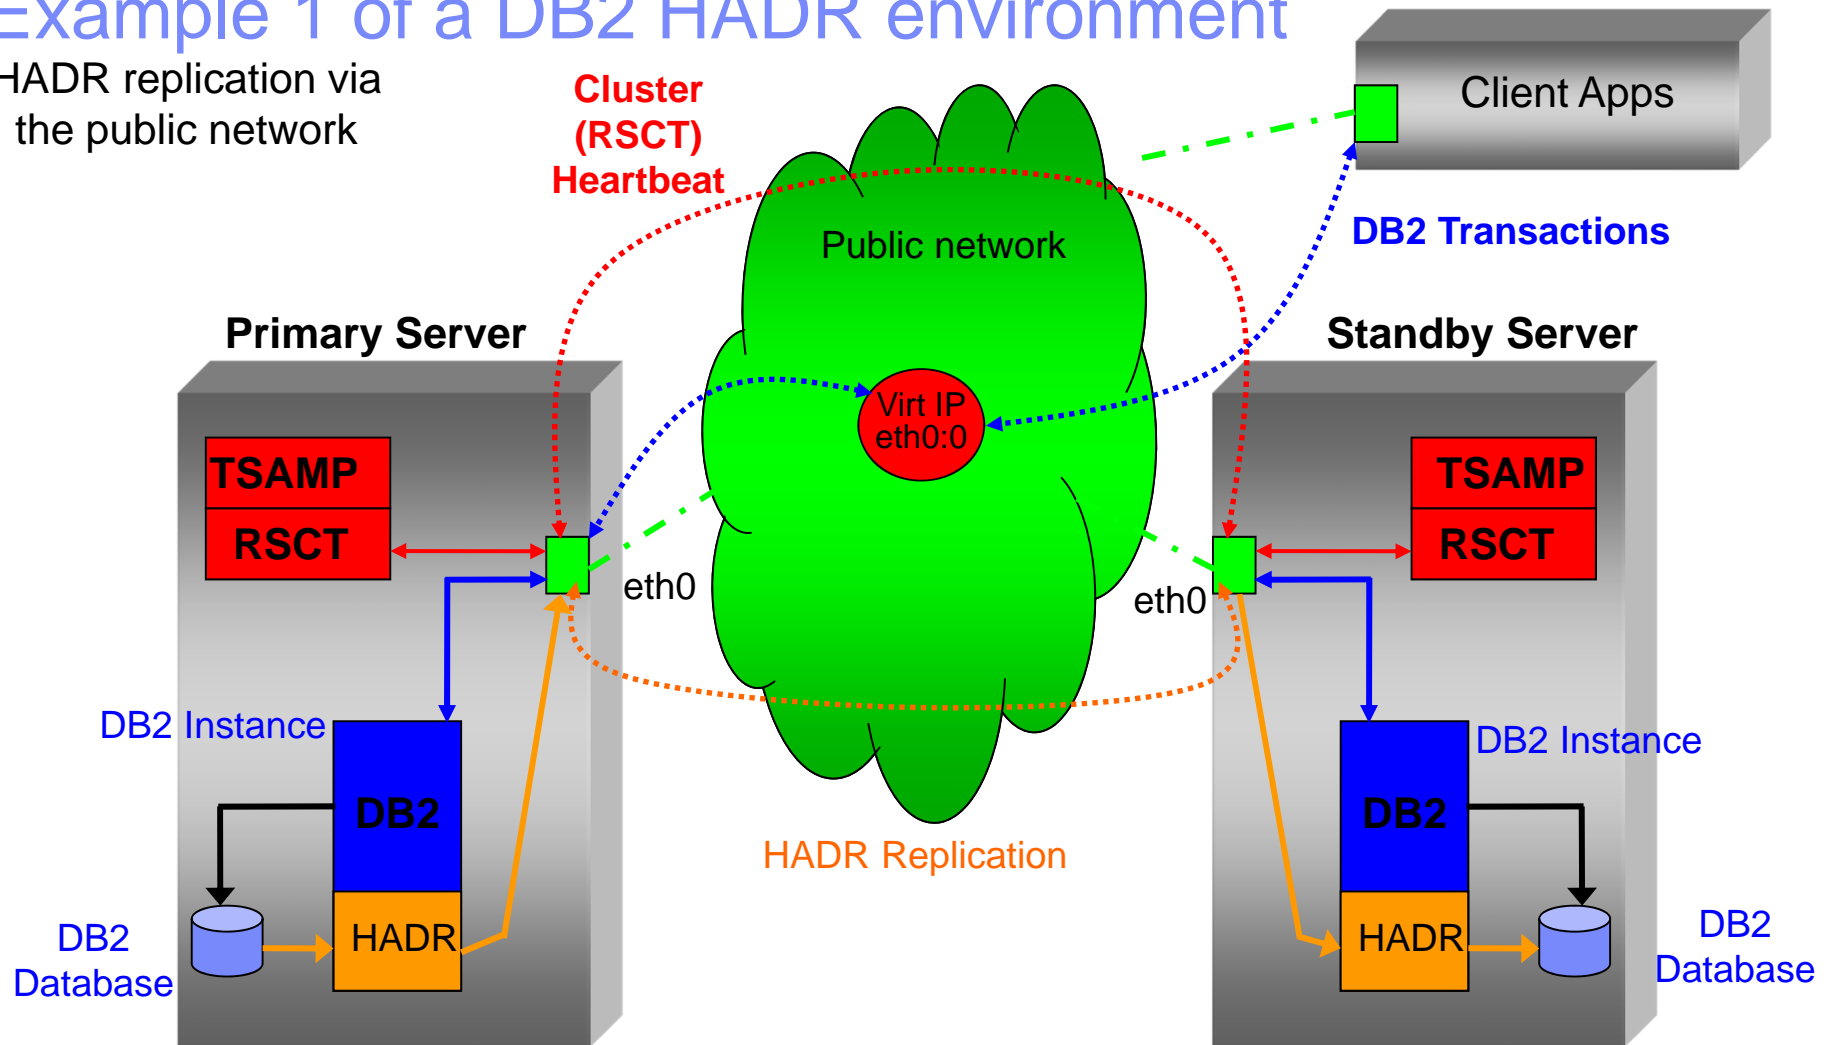 Example 1 of a DB2 HADR environment
HADR replication via
the public network
Cluster
(RSCT)
Heartbeat
Client Apps
Public network
DB2 Transactions
Primary Server
Standby Server
Virt IP
eth0:0
TSAMP
RSCT
TSAMP
RSCT
eth0
eth0
DB2 Instance
DB2 Instance
DB2
DB2
HADR Replication
HADR
HADR
DB2
Database
DB2
Database